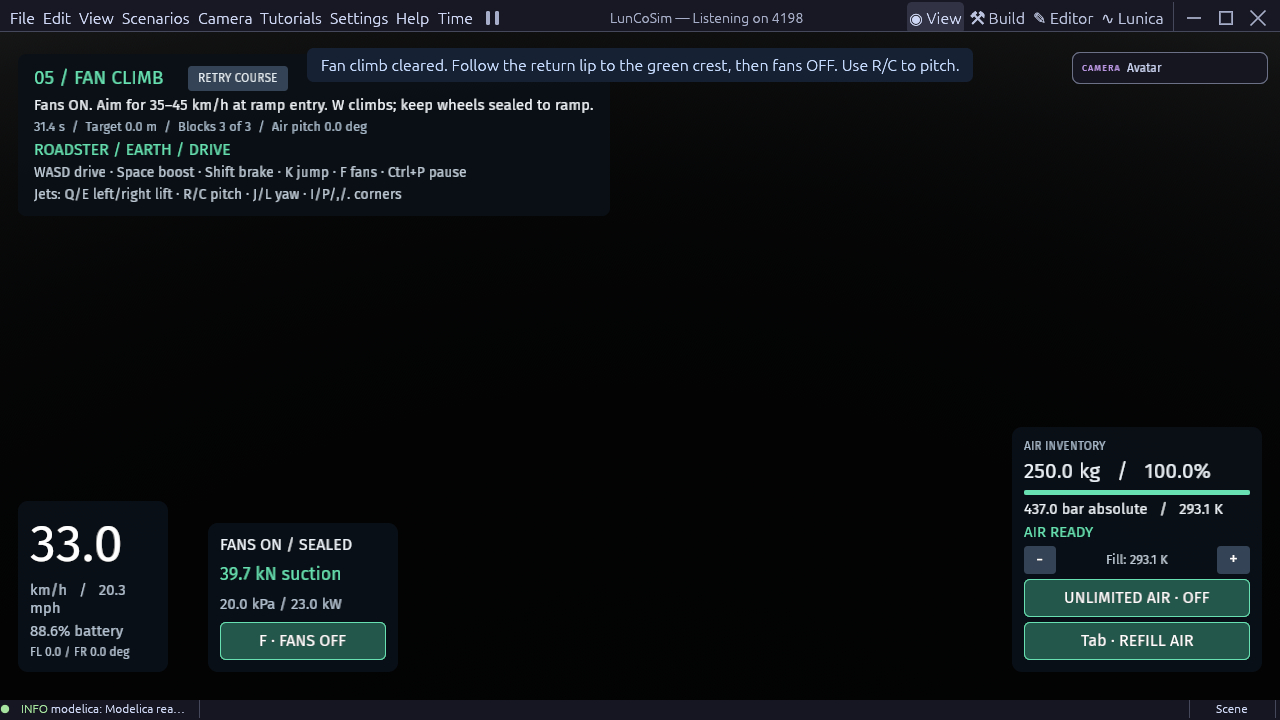 File Edit View Scenarios Camera Tutorials Settings Help Time
LunCoSim — Listening on 4198
View Build Editor Lunica
05 / FAN CLIMB
RETRY COURSE
Fan climb cleared. Follow the return lip to the green crest, then fans OFF. Use R/C to pitch.
CAMERA Avatar
Fans ON. Aim for 35–45 km/h at ramp entry. W climbs; keep wheels sealed to ramp.
31.4 s / Target 0.0 m / Blocks 3 of 3 / Air pitch 0.0 deg
ROADSTER / EARTH / DRIVE
WASD drive · Space boost · Shift brake · K jump · F fans · Ctrl+P pause
Jets: Q/E left/right lift · R/C pitch · J/L yaw · I/P/,/. corners
33.0
km/h / 20.3
mph
88.6% battery
FL 0.0 / FR 0.0 deg
FANS ON / SEALED
39.7 kN suction
20.0 kPa / 23.0 kW
F · FANS OFF
AIR INVENTORY
250.0 kg / 100.0%
437.0 bar absolute / 293.1 K
AIR READY
- Fill: 293.1 K +
UNLIMITED AIR · OFF
Tab · REFILL AIR
INFO modelica: Modelica rea...
Scene